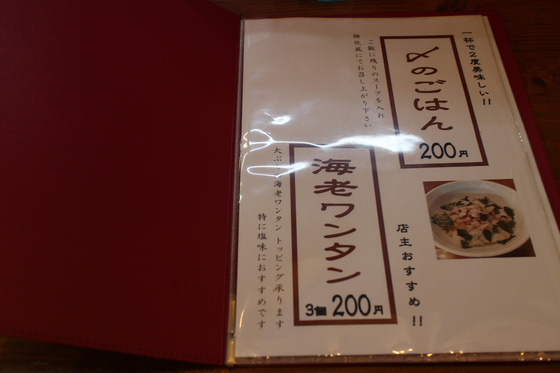 一杯で2度美味しい!!
〆のごはん
200円
ご飯に残りのスープを入れ
雑炊風にてお召し上がり下さい
店主おすすめ!!
海老ワンタン
3個 200円
大ぶりの海老ワンタン トッピング承ります
特に塩味におすすめです